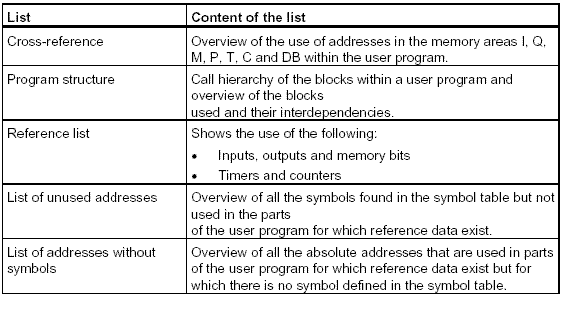 List
Content of the list
Cross-reference
Overview of the use of addresses in the memory areas I, Q,
M, P, T, C and DB within the user program.
Program structure
Call hierarchy of the blocks within a user program and
overview of the blocks
used and their interdependencies.
Reference list
Shows the use of the following:
• Inputs, outputs and memory bits
• Timers and counters
List of unused addresses
Overview of all the symbols found in the symbol table but not
used in the parts
of the user program for which reference data exist.
List of addresses without
symbols
Overview of all the absolute addresses that are used in parts
of the user program for which reference data exist but for
which there is no symbol defined in the symbol table.